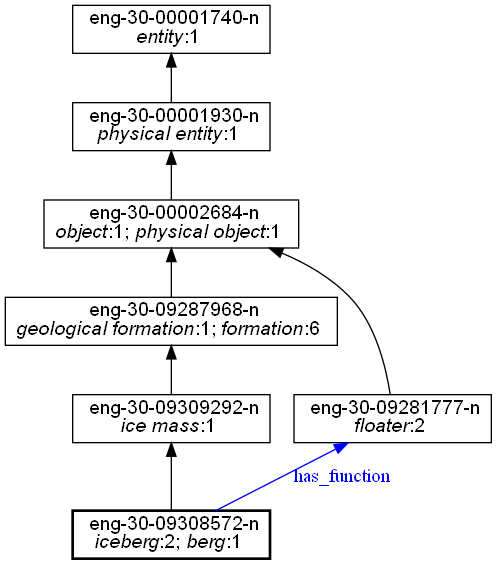 eng-30-00001740-n
entity:1
eng-30-00001930-n
physical entity:1
eng-30-00002684-n
object:1; physical object:1
eng-30-09287968-n
geological formation:1; formation:6
eng-30-09309292-n
ice mass:1
eng-30-09281777-n
floater:2
has_function
eng-30-09308572-n
iceberg:2; berg:1